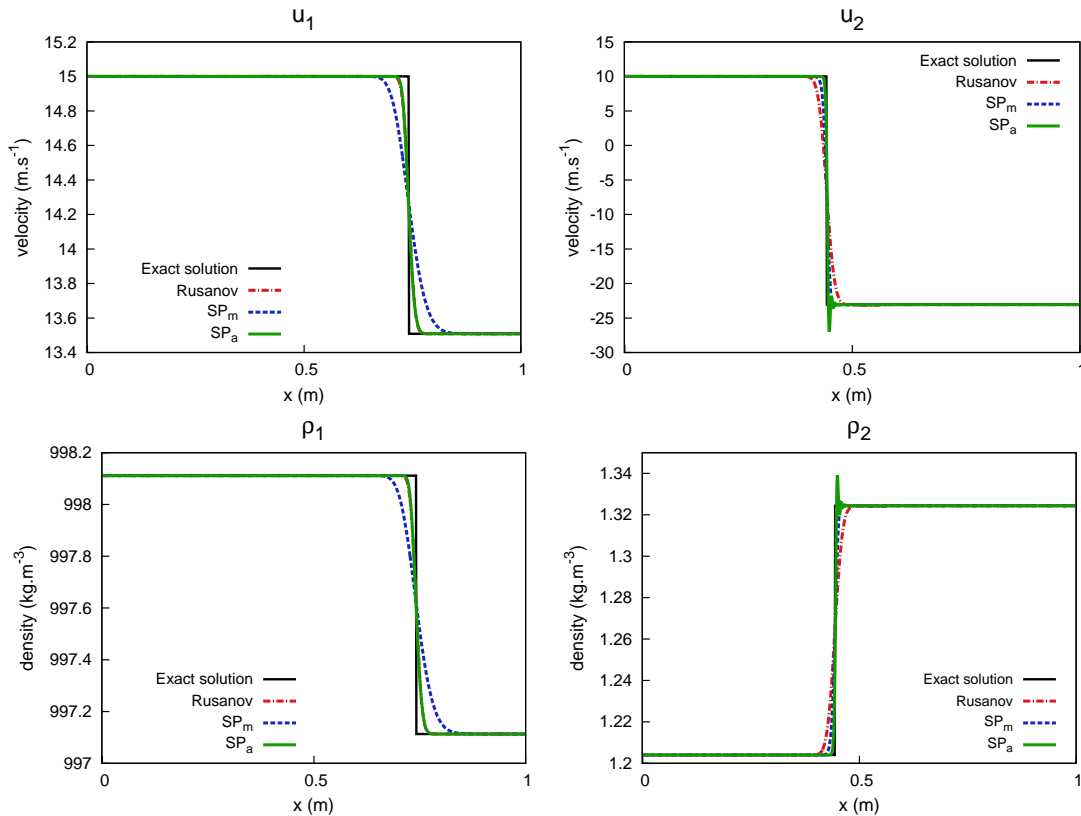 u1
15.2
15
14.8
14.6
14.4
14.2
14
13.8
13.6
13.4
velocity (m.s-1)
Exact solution
Rusanov
SPm
SPa
0
0.5
1
x (m)
u2
15
10
5
0
-5
-10
-15
-20
-25
-30
velocity (m.s-1)
Exact solution
Rusanov
SPm
SPa
0
0.5
1
x (m)
ρ1
998.2
998
997.8
997.6
997.4
997.2
997
density (kg.m-3)
Exact solution
Rusanov
SPm
SPa
0
0.5
1
x (m)
ρ2
1.34
1.32
1.3
1.28
1.26
1.24
1.22
1.2
density (kg.m-3)
Exact solution
Rusanov
SPm
SPa
0
0.5
1
x (m)